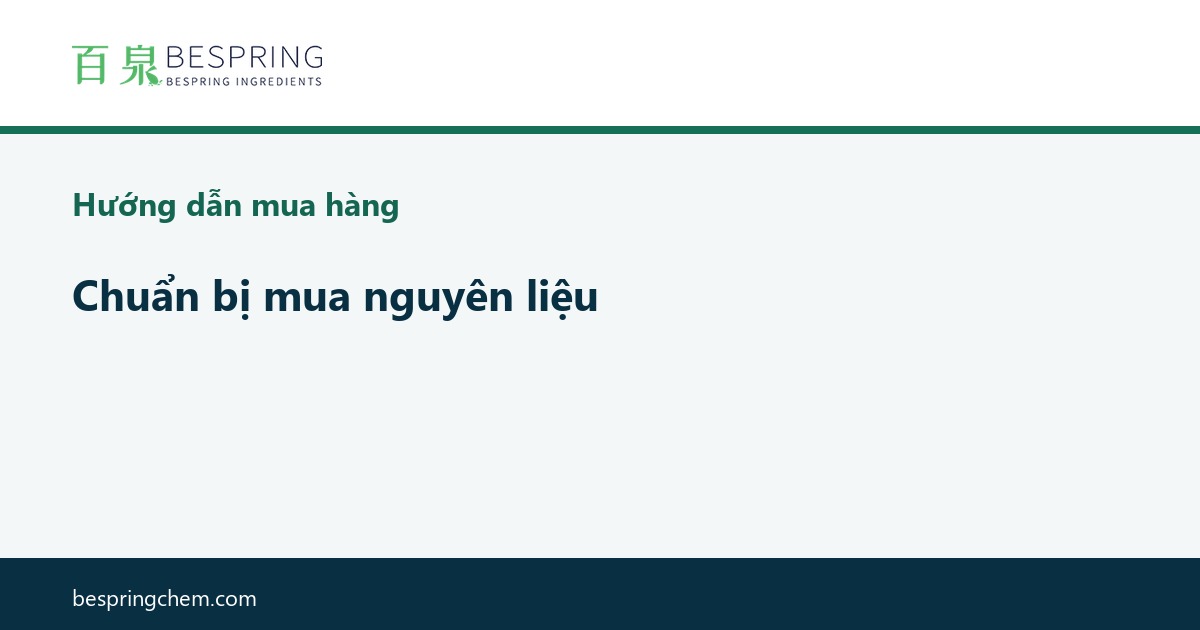 百泉 BESPRING
BESPRING INGREDIENTS
Hướng dẫn mua hàng
Chuẩn bị mua nguyên liệu
bespringchem.com